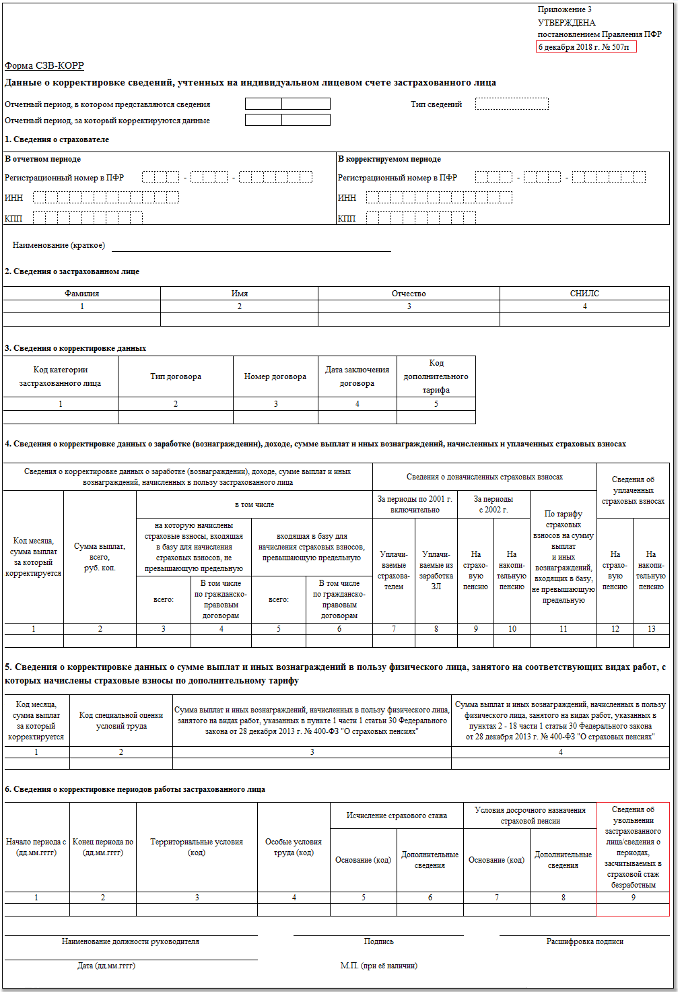 Приложение 3
УТВЕРЖДЕНА
постановлением Правления ПФР
6 декабря 2018 г. № 507п
Форма СЗВ-КОРР
Данные о корректировке сведений, учтенных на индивидуальном лицевом счете застрахованного лица
Отчетный период, в котором представляются сведения
Тип сведений
Отчетный период, за который корректируются данные
1. Сведения о страхователе
В отчетном периоде
В корректируемом периоде
Регистрационный номер в ПФР - -
Регистрационный номер в ПФР - -
ИНН
ИНН
КПП
КПП
Наименование (краткое)
2. Сведения о застрахованном лице
Фамилия
Имя
Отчество
СНИЛС
1
2
3
4
3. Сведения о корректировке данных
Код категории
застрахованного лица
Тип договора
Номер договора
Дата заключения
договора
Код
дополнительного
тарифа
1
2
3
4
5
4. Сведения о корректировке данных о заработке (вознаграждении), доходе, сумме выплат и иных вознаграждений, начисленных и уплаченных страховых взносах
Сведения о корректировке данных о заработке (вознаграждении), доходе, сумме выплат и иных
вознаграждений, начисленных в пользу застрахованного лица
Сведения о доначисленных страховых взносах
Сведения об
уплаченных
страховых взносах
Код месяца,
сумма выплат
за который
корректируется
Сумма выплат,
всего,
руб. коп.
в том числе
За периоды по 2001 г.
включительно
За периоды
с 2002 г.
По тарифу
страховых
взносов на сумму
выплат
и иных
вознаграждений,
входящих в базу,
не превышающую
предельную
на которую начислены
страховые взносы, входящая
в базу для начисления
страховых взносов, не
превышающую предельную
входящая в базу для
начисления страховых взносов,
превышающую предельную
Уплачи-
ваемые
страхова-
телем
Уплачи-
ваемые из
заработка
ЗЛ
На
страхо-
вую
пенсию
На
накопи-
тельную
пенсию
На
страхо-
вую
пенсию
На
накопи-
тельную
пенсию
всего:
В том числе
по гражданско-
правовым
договорам
всего:
В том числе
по гражданско-
правовым
договорам
1
2
3
4
5
6
7
8
9
10
11
12
13
5. Сведения о корректировке данных о сумме выплат и иных вознаграждений в пользу физического лица, занятого на соответствующих видах работ, с
которых начислены страховые взносы по дополнительному тарифу
Код месяца,
сумма выплат
за который
корректируется
Код специальной оценки
условий труда
Сумма выплат и иных вознаграждений, начисленных в пользу физического лица,
занятого на видах работ, указанных в пункте 1 части 1 статьи 30 Федерального
закона от 28 декабря 2013 г. № 400-ФЗ "О страховых пенсиях"
Сумма выплат и иных вознаграждений, начисленных в пользу
физического лица, занятого на видах работ, указанных в
пунктах 2 - 18 части 1 статьи 30 Федерального закона
от 28 декабря 2013 г. № 400-ФЗ "О страховых пенсиях"
1
2
3
4
6. Сведения о корректировке периодов работы застрахованного лица
Начало периода с
(дд.мм.гггг)
Конец периода по
(дд.мм.гггг)
Территориальные условия
(код)
Особые условия
труда (код)
Исчисление страхового стажа
Условия досрочного назначения
страховой пенсии
Сведения об
увольнении
застрахованного
лица/сведения о
периодах,
засчитываемых в
страховой стаж
безработным
Основание (код)
Дополнительные
сведения
Основание (код)
Дополнительные
сведения
1
2
3
4
5
6
7
8
9
Наименование должности руководителя
Подпись
Расшифровка подписи
Дата (дд.мм.гггг)
М.П. (при её наличии)